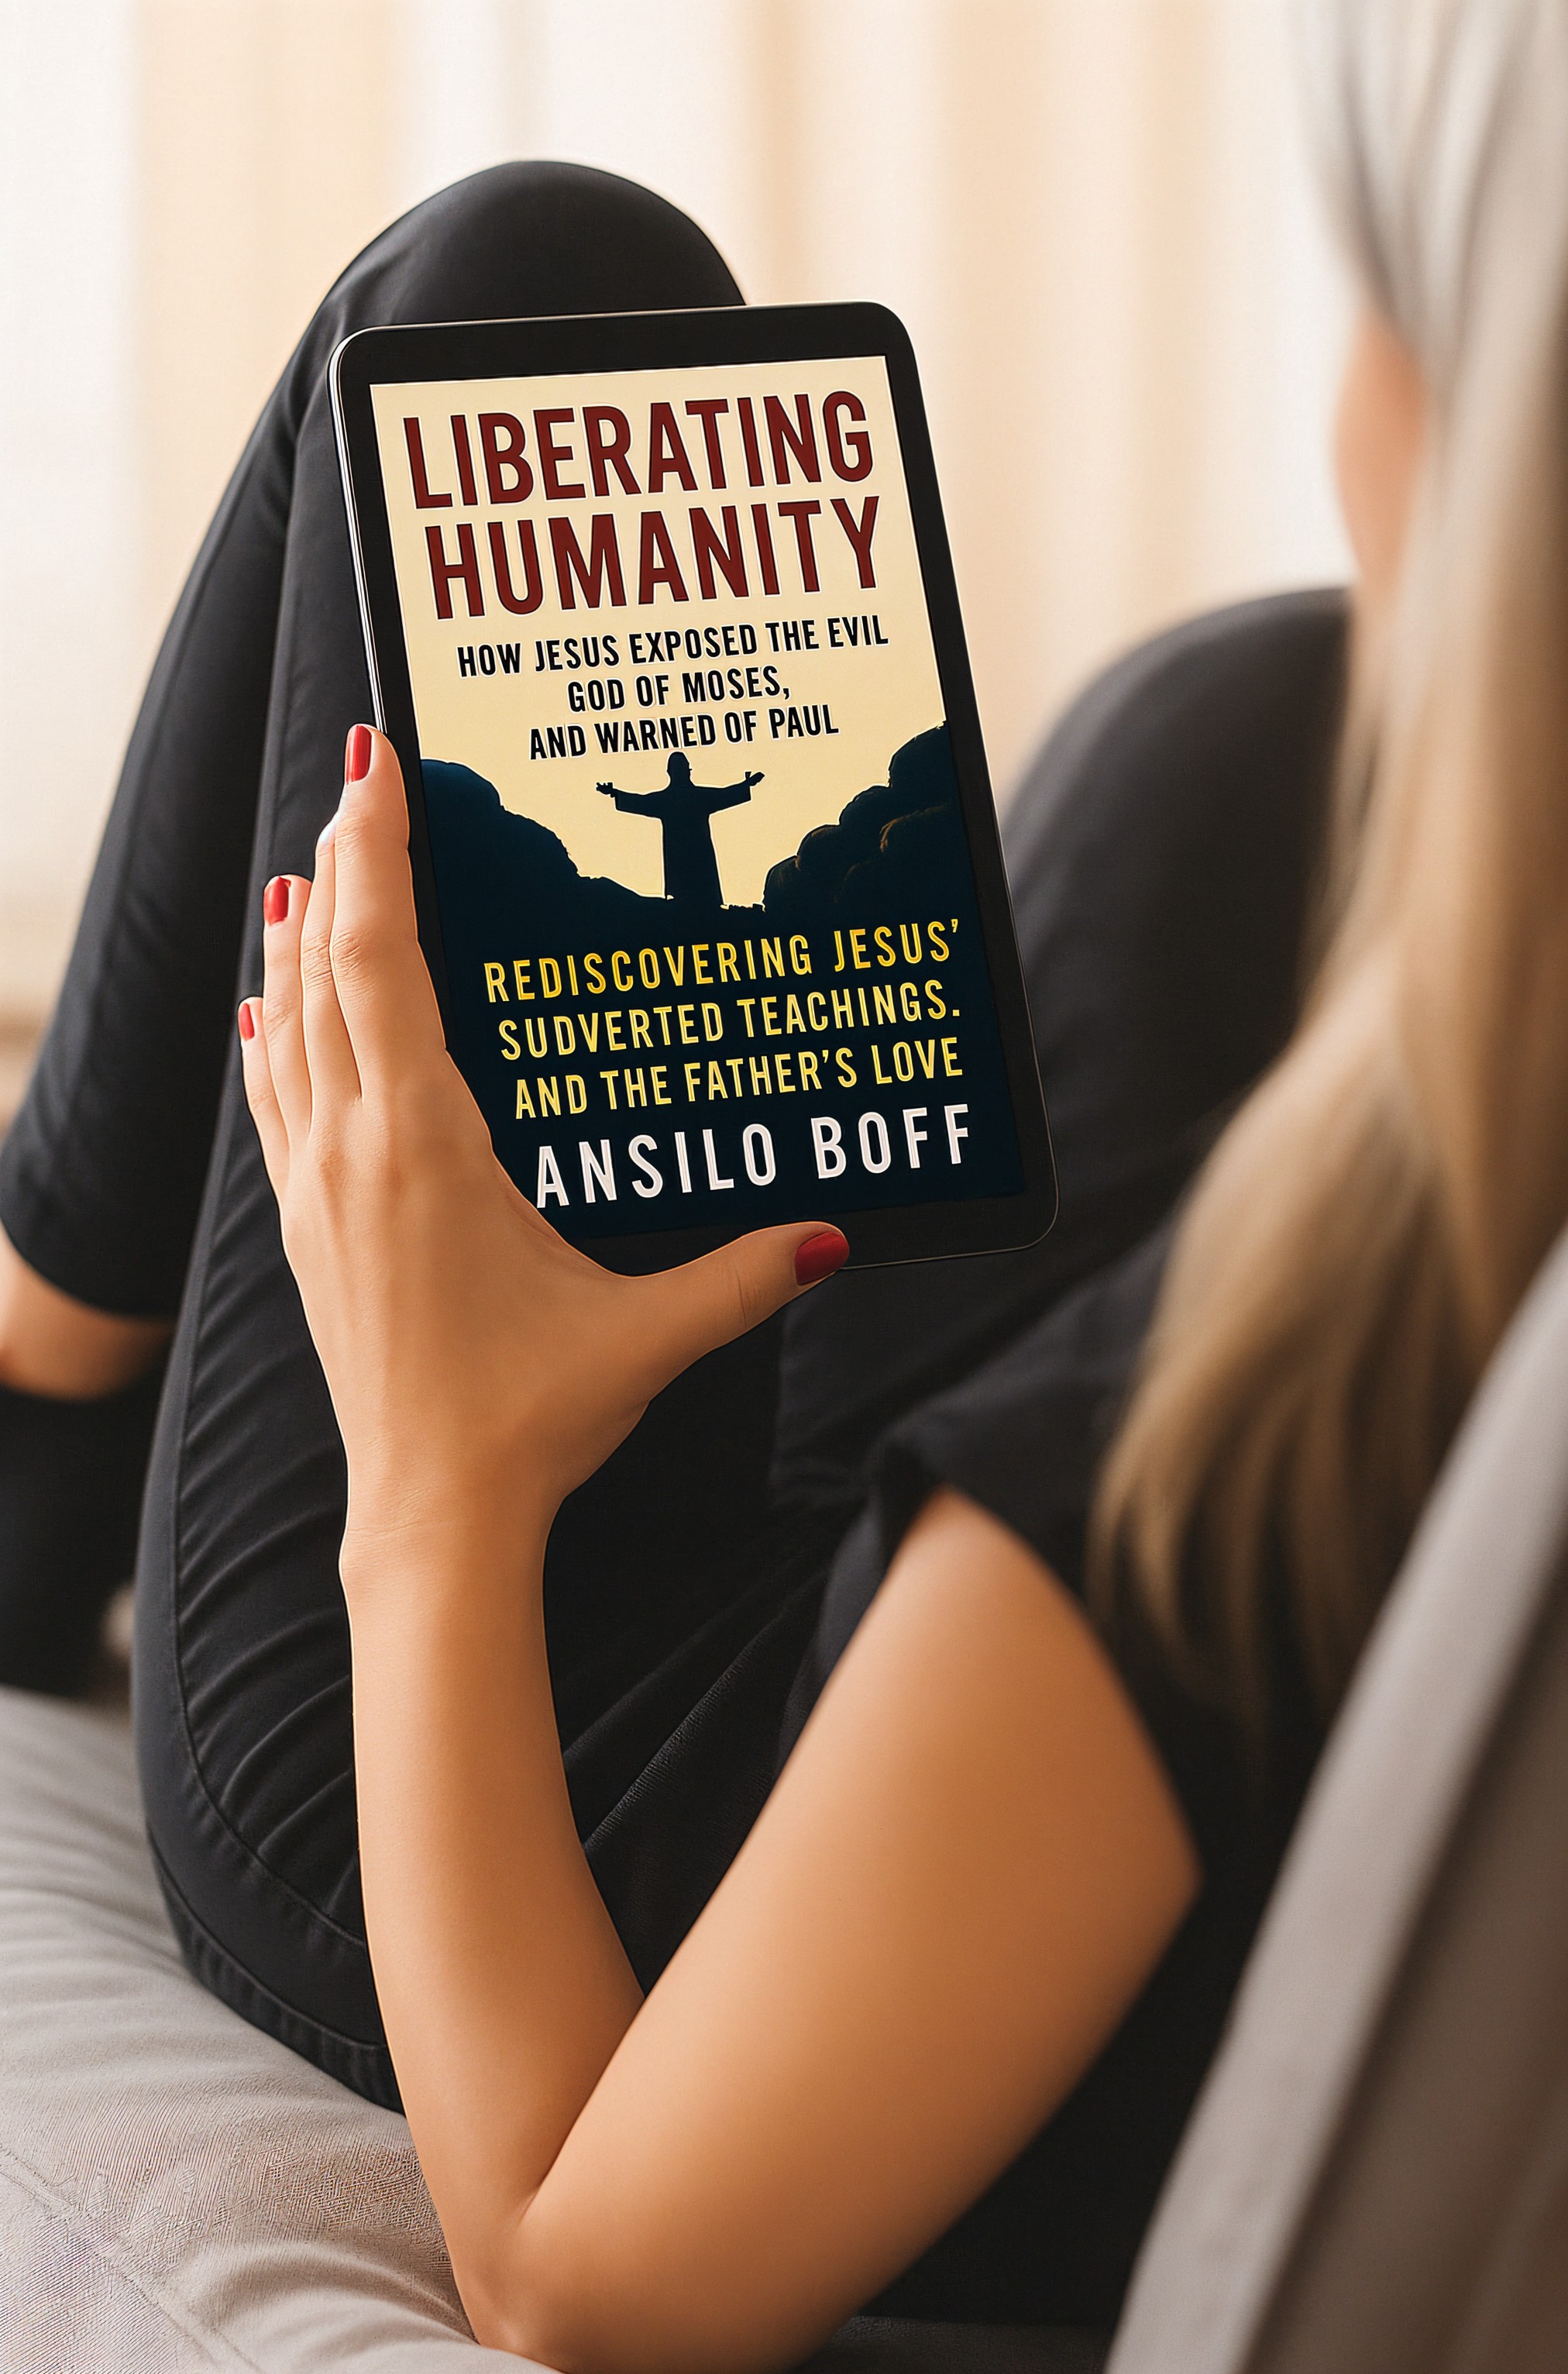 LIBERATING
HUMANITY
HOW JESUS EXPOSED THE EVIL
GOD OF MOSES,
AND WARNED OF PAUL
REDISCOVERING JESUS'
SUDVERTED TEACHINGS.
AND THE FATHER'S LOVE
ANSILO BOFF